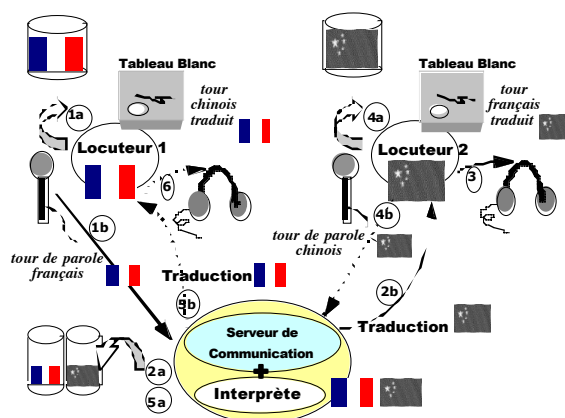 Tableau Blanc
tour
chinois
traduit
1a
Locuteur 1
6
1b
tour de parole
français
Tableau Blanc
tour
français
traduit
4a
Locuteur 2
3
4b
tour de parole
chinois
2b
Traduction
5b
Traduction
Serveur de
Communication
+
Interprète
2a
5a